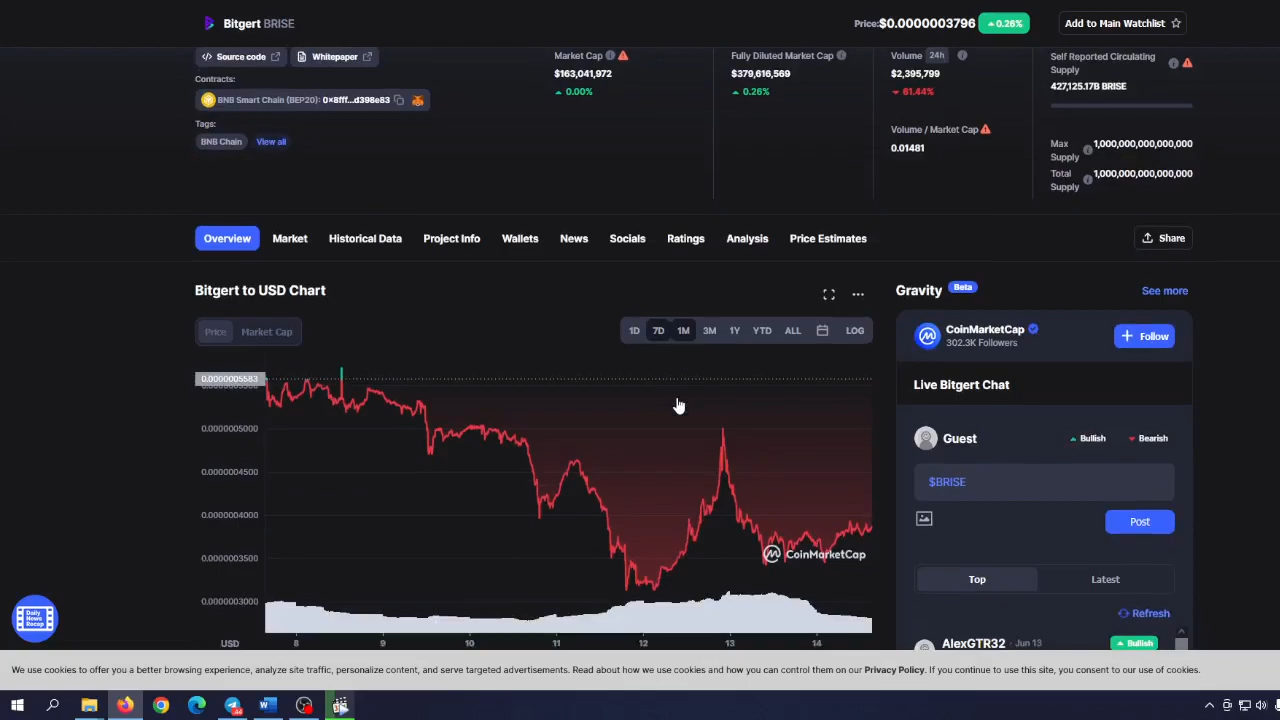 Bitgert BRISE
Price: $0.0000003796 0.26%
Add to Main Watchlist
Source code
Whitepaper
Contracts:
BNB Smart Chain (BEP20): 0x8fff...d398e83
Tags:
BNB Chain
View all
Market Cap
$163,041,972
0.00%
Fully Diluted Market Cap
$379,616,569
0.26%
Volume 24h
$2,395,799
61.44%
Volume / Market Cap
0.01481
Self Reported Circulating
Supply
427,125.17B BRISE
Max
Supply
1,000,000,000,000,000
Total
Supply
1,000,000,000,000,000
Overview
Market
Historical Data
Project Info
Wallets
News
Socials
Ratings
Analysis
Price Estimates
Share
Bitgert to USD Chart
Price
Market Cap
1D
7D
1M
3M
1Y
YTD
ALL
LOG
0.0000005583
0.0000005000
0.0000004500
0.0000004000
0.0000003500
0.0000003000
CoinMarketCap
USD
8
9
10
11
12
13
14
Gravity Beta
See more
CoinMarketCap
302.3K Followers
Follow
Live Bitgert Chat
Guest
Bullish
Bearish
$BRISE
Post
Top
Latest
Refresh
AlexGTR32 · Jun 13
Bullish
Daily
News
Recap
We use cookies to offer you a better browsing experience, analyze site traffic, personalize content, and serve targeted advertisements. Read about how we use cookies and how you can control them on our Privacy Policy. If you continue to use this site, you consent to our use of cookies.